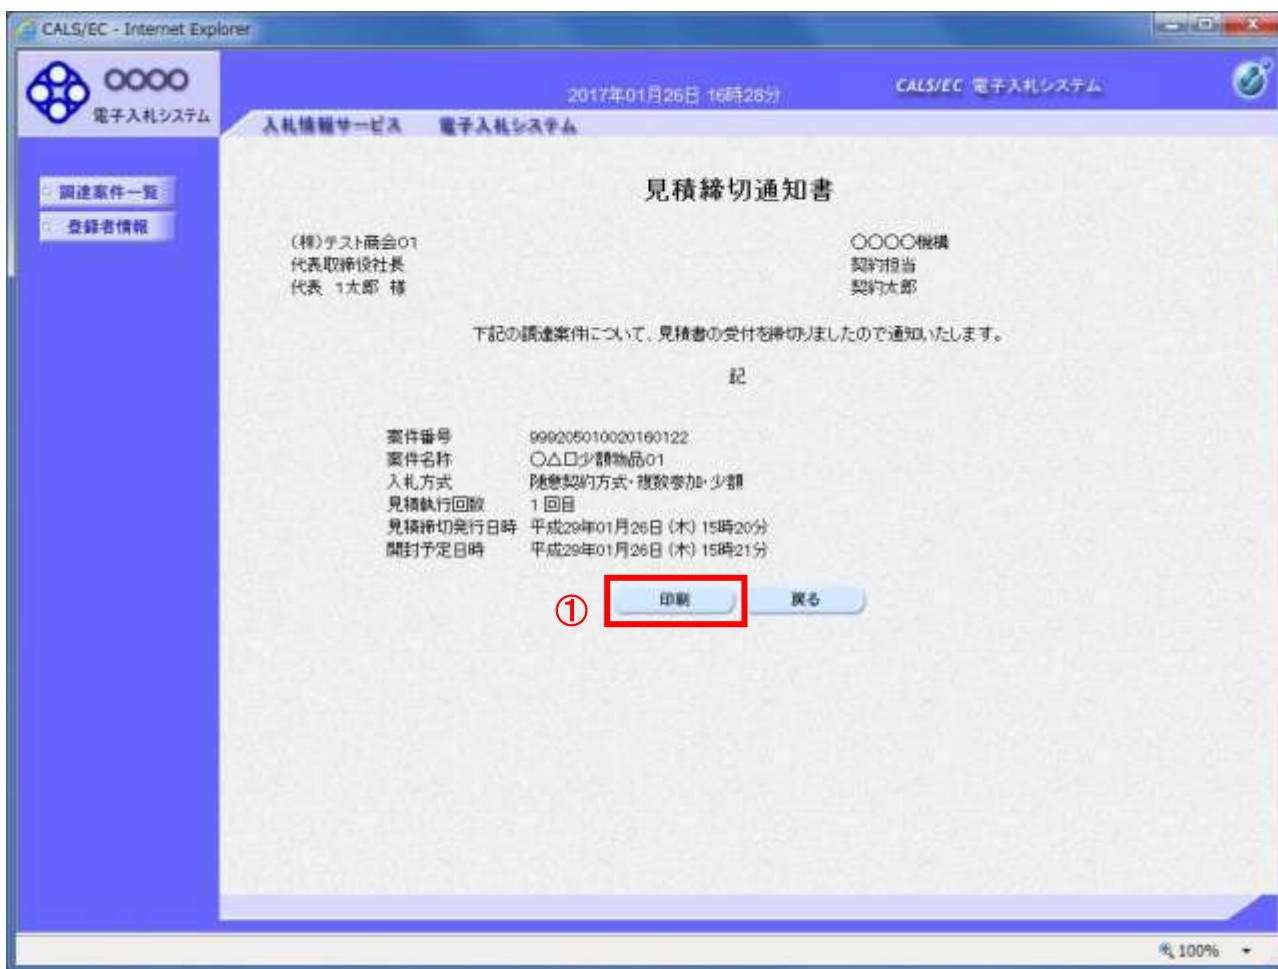 CALS/EC - Internet Explorer
〇〇〇〇
電子入札システム
2017年01月26日 16時28分
CALS/EC 電子入札システム
入札情報サービス 電子入札システム
調達案件一覧
登録者情報
見積締切通知書
(株)テスト商会01
代表取締役社長
代表 1太郎 様
〇〇〇〇機構
契約担当
契約太郎
下記の調達案件について、見積書の受付を締切りましたので通知いたします。
記
案件番号 999205010020160122
案件名称 〇△口少額物品01
入札方式 随意契約方式・複数参加・少額
見積執行回数 1回目
見積締切発行日時 平成29年01月26日 (木) 15時20分
開封予定日時 平成29年01月26日 (木) 15時21分
① 印刷 戻る
100%